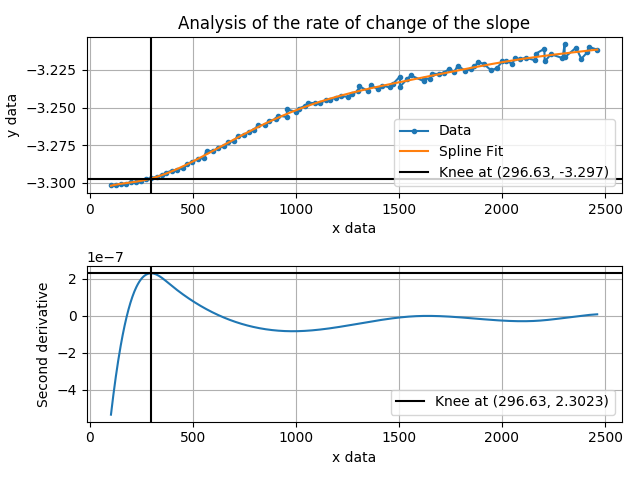 Analysis of the rate of change of the slope
y data
−3.225
−3.250
−3.275
−3.300
Data
Spline Fit
Knee at (296.63, -3.297)
0 500 1000 1500 2000 2500
x data
1e−7
Second derivative
2
0
−2
−4
Knee at (296.63, 2.3023)
0 500 1000 1500 2000 2500
x data